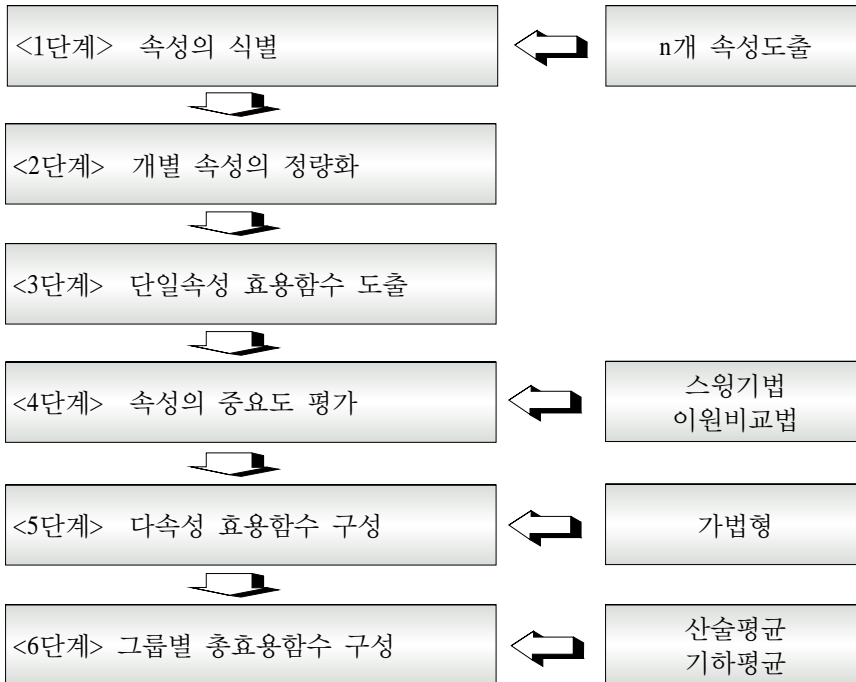 <1단계> 속성의 식별
n개 속성도출
<2단계> 개별 속성의 정량화
<3단계> 단일속성 효용함수 도출
<4단계> 속성의 중요도 평가
스윙기법
이원비교법
<5단계> 다속성 효용함수 구성
가법형
<6단계> 그룹별 총효용함수 구성
산술평균
기하평균